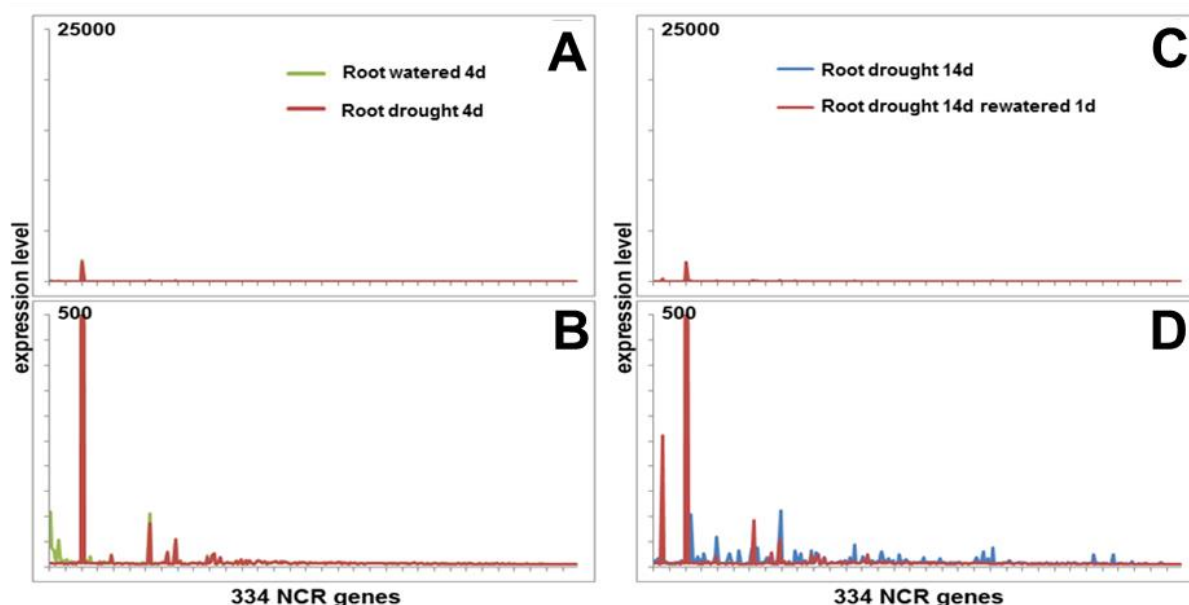 25000
A
Root watered 4d
Root drought 4d
25000
C
Root drought 14d
Root drought 14d rewatered 1d
expression level
expression level
500
B
500
D
334 NCR genes
334 NCR genes